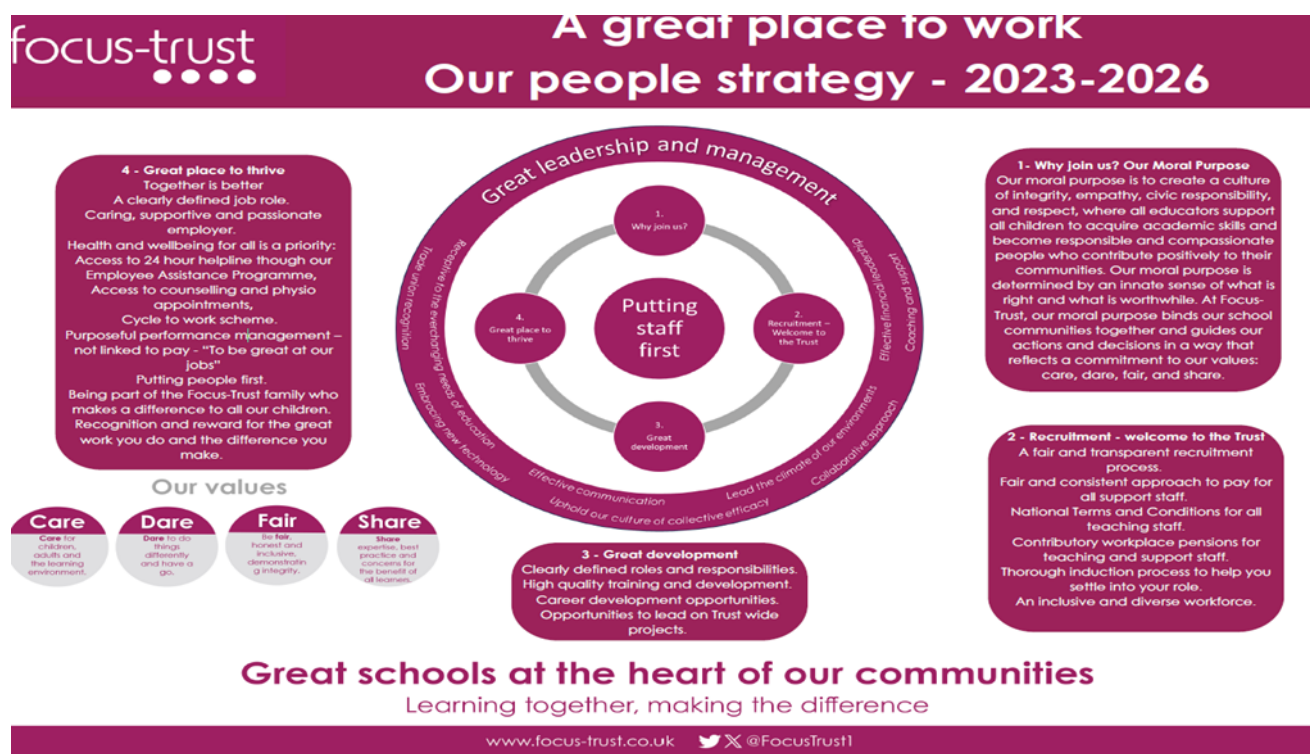 focus-trust
A great place to work
Our people strategy - 2023-2026
4 - Great place to thrive
Together is better
A clearly defined job role.
Caring, supportive and passionate
employer.
Health and wellbeing for all is a priority:
Access to 24 hour helpline though our
Employee Assistance Programme,
Access to counselling and physio
appointments,
Cycle to work scheme.
Purposeful performance management –
not linked to pay - “To be great at our
jobs”
Putting people first.
Being part of the Focus-Trust family who
makes a difference to all our children.
Recognition and reward for the great
work you do and the difference you
make.
Great leadership and management
Trade union recognition
Receptive to the everchanging needs of education
Embracing new technology
Effective communication
Uphold our culture of collective efficacy
Lead the climate of our environments
Collaborative approach
Effective financial leadership
Coaching and support
1.
Why join us?
2.
Recruitment –
Welcome to
the Trust
3.
Great
development
4.
Great place to
thrive
Putting
staff
first
1- Why join us? Our Moral Purpose
Our moral purpose is to create a culture
of integrity, empathy, civic responsibility,
and respect, where all educators support
all children to acquire academic skills and
become responsible and compassionate
people who contribute positively to their
communities. Our moral purpose is
determined by an innate sense of what is
right and what is worthwhile. At Focus-
Trust, our moral purpose binds our school
communities together and guides our
actions and decisions in a way that
reflects a commitment to our values:
care, dare, fair, and share.
2 - Recruitment - welcome to the Trust
A fair and transparent recruitment
process.
Fair and consistent approach to pay for
all support staff.
National Terms and Conditions for all
teaching staff.
Contributory workplace pensions for
teaching and support staff.
Thorough induction process to help you
settle into your role.
An inclusive and diverse workforce.
Our values
Care
Care for
children,
adults and
the learning
environment.
Dare
Dare to do
things
differently
and have a
go.
Fair
Be fair,
honest and
inclusive,
demonstratin
g integrity.
Share
Share
expertise, best
practice and
concerns for
the benefit of
all learners.
3 - Great development
Clearly defined roles and responsibilities.
High quality training and development.
Career development opportunities.
Opportunities to lead on Trust wide
projects.
Great schools at the heart of our communities
Learning together, making the difference
www.focus-trust.co.uk @FocusTrust1